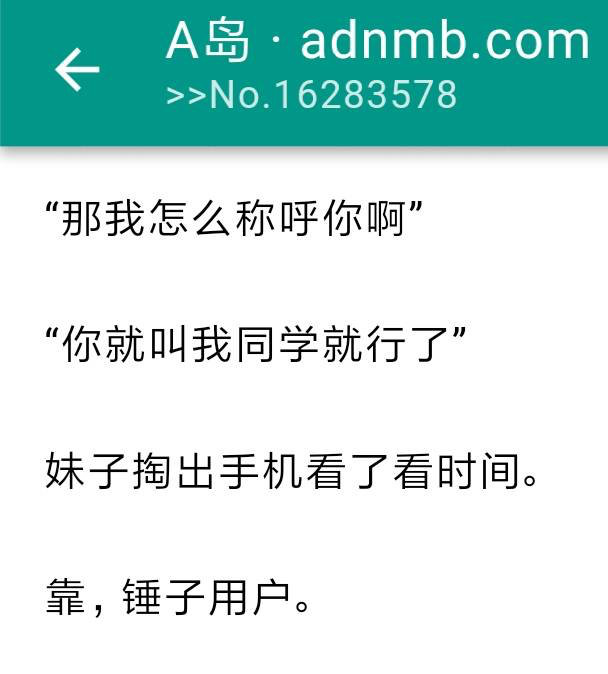 A岛 · adnmb.com
>>No.16283578
“那我怎么称呼你啊”
“你就叫我同学就行了”
妹子掏出手机看了看时间。
靠，锤子用户。